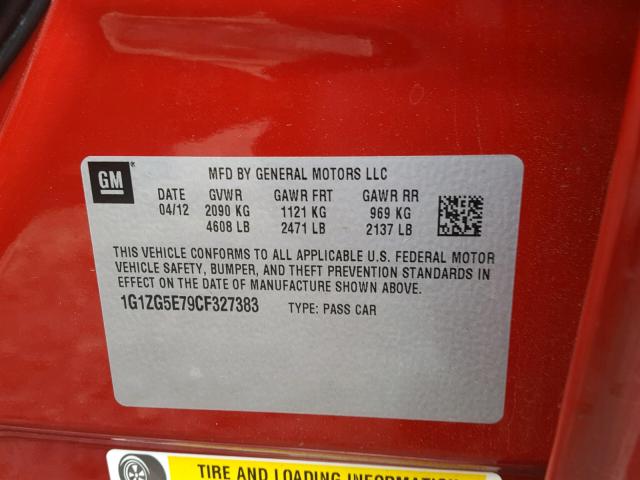 GM
MFD BY GENERAL MOTORS LLC
DATE GVWR GAWR FRT GAWR RR
04/12 2090 KG 1121 KG 969 KG
4608 LB 2471 LB 2137 LB
THIS VEHICLE CONFORMS TO ALL APPLICABLE U.S. FEDERAL MOTOR
VEHICLE SAFETY, BUMPER, AND THEFT PREVENTION STANDARDS IN
EFFECT ON THE DATE OF MANUFACTURE SHOWN ABOVE.
1G1ZG5E79CF327383 TYPE: PASS CAR
TIRE AND LOADING INFORMATION